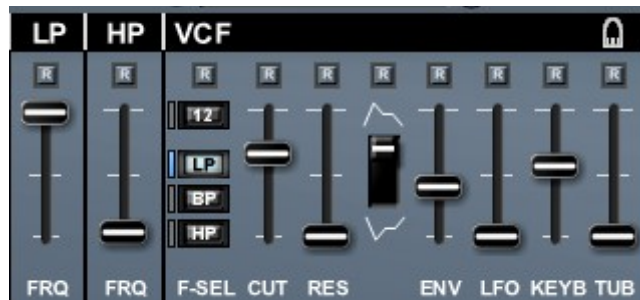 LP HP VCF
R R R R R R R R R R
12
LP
BP
HP
FRQ FRQ F-SEL CUT RES ENV LFO KEYB TUB